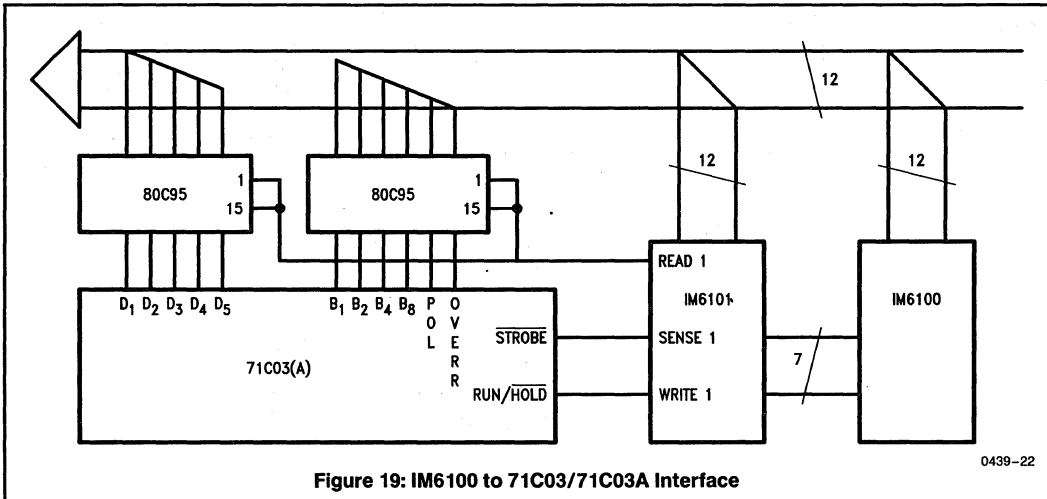 12
12
12
80C95
1
15
80C95
1
15
READ 1
D1 D2 D3 D4 D5
B1 B2 B4 B8 POL OVERR
IM6101
IM6100
STROBE
SENSE 1
7
71C03(A)
RUN/HOLD
WRITE 1
0439-22
Figure 19: IM6100 to 71C03/71C03A Interface